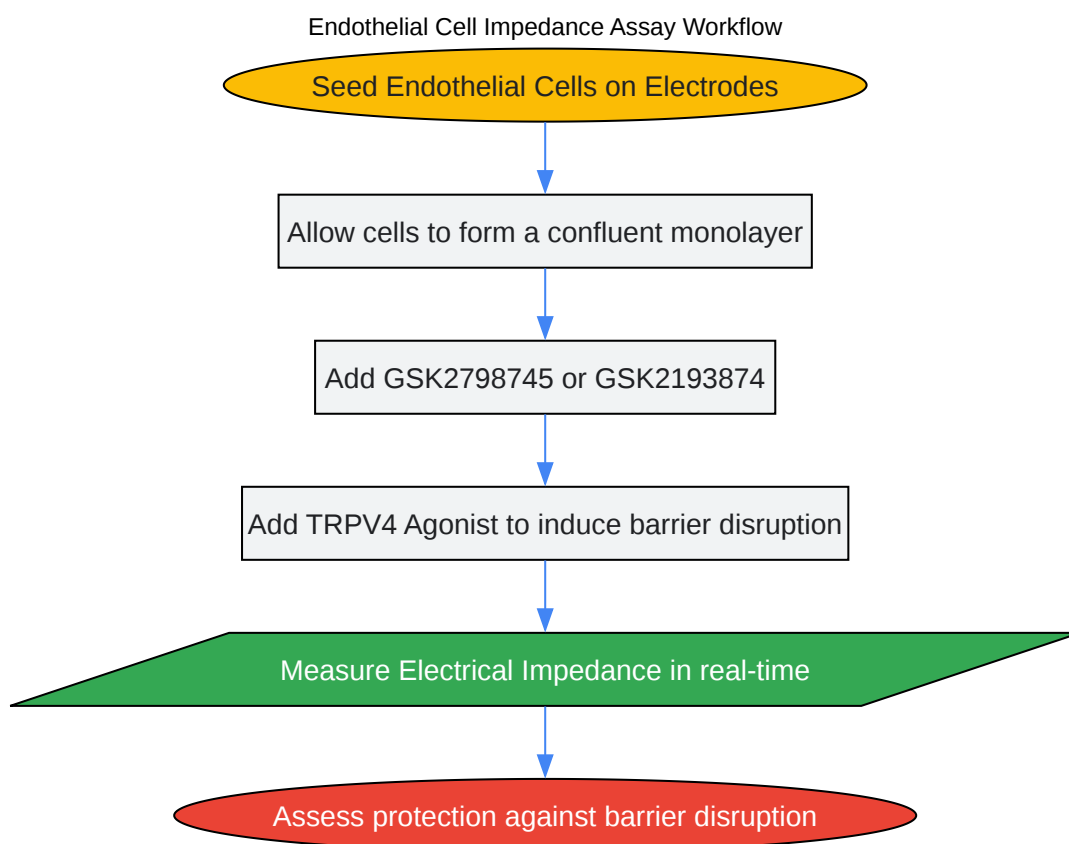 Endothelial Cell Impedance Assay Workflow
Seed Endothelial Cells on Electrodes
Allow cells to form a confluent monolayer
Add GSK2798745 or GSK2193874
Add TRPV4 Agonist to induce barrier disruption
Measure Electrical Impedance in real-time
Assess protection against barrier disruption